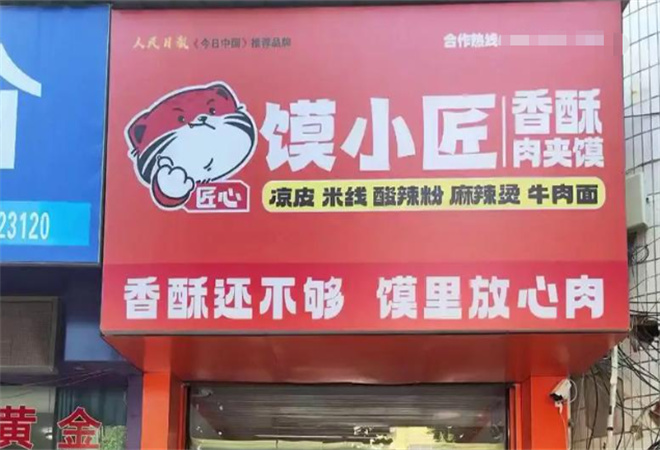 人民日报《今日中国》推荐品牌
合作热线
馍小匠
香酥
肉夹馍
匠心
凉皮 米线 酸辣粉 麻辣烫 牛肉面
香酥还不够 馍里放心肉
23120
黄金